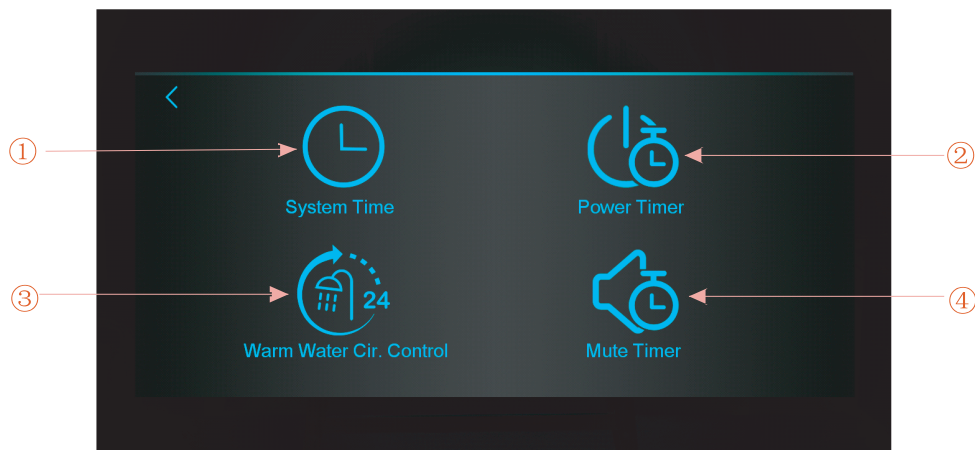 ① System Time
② Power Timer
③ 24
Warm Water Cir. Control
④ Mute Timer